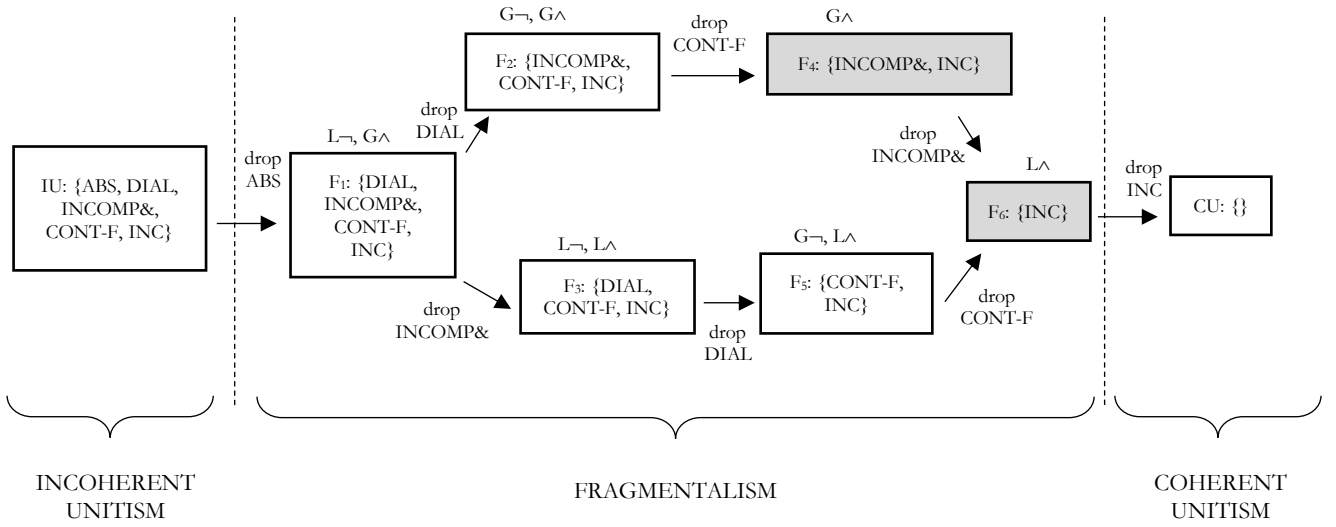 G¬, G∧
drop
CONT-F
G∧
F₂: {INCOMP&,
CONT-F, INC}
F₄: {INCOMP&, INC}
drop
DIAL
drop
INCOMP&
L¬, G∧
drop
ABS
IU: {ABS, DIAL,
INCOMP&,
CONT-F, INC}
F₁: {DIAL,
INCOMP&,
CONT-F,
INC}
L∧
F₆: {INC}
drop
INC
CU: {}
drop
INCOMP&
L¬, L∧
F₃: {DIAL,
CONT-F, INC}
drop
DIAL
G¬, L∧
F₅: {CONT-F,
INC}
drop
CONT-F
INCOHERENT
UNITISM
FRAGMENTALISM
COHERENT
UNITISM